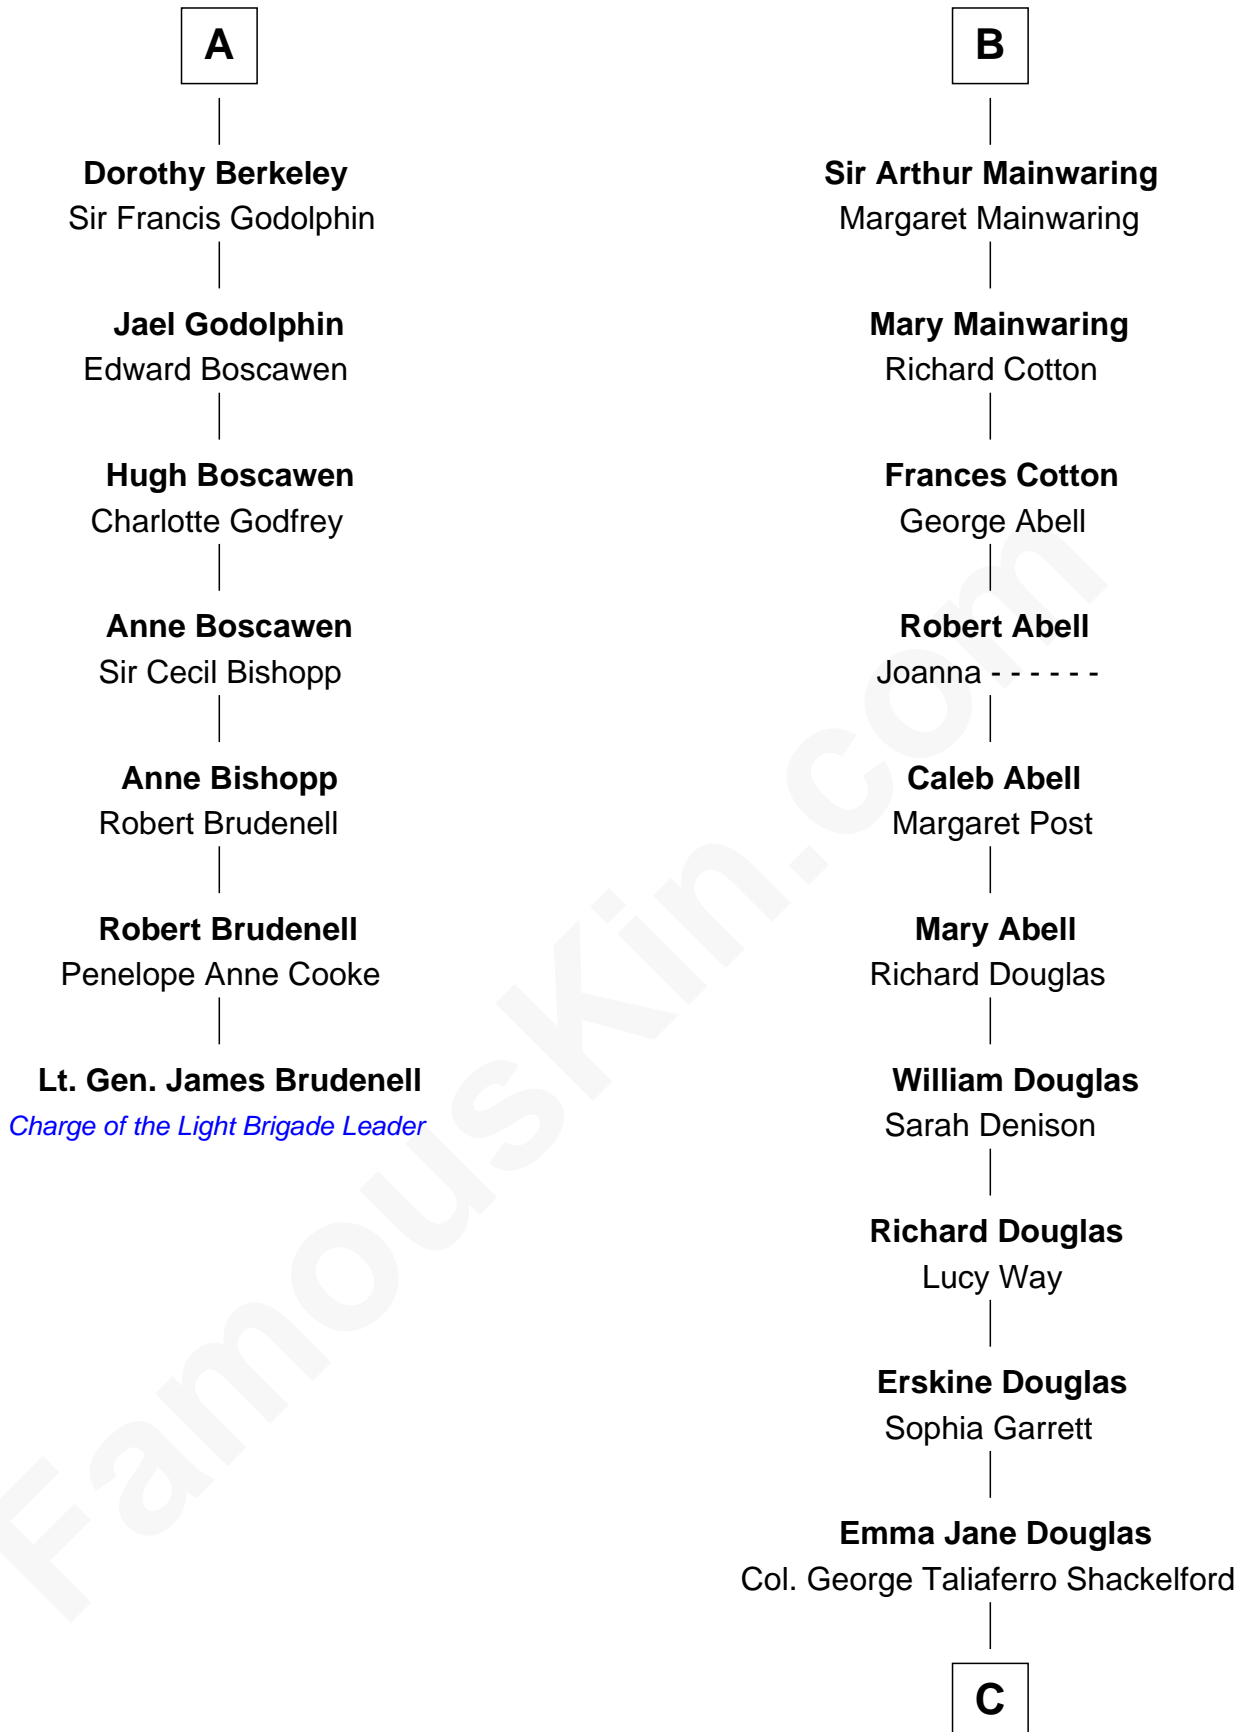 A
Dorothy Berkeley
Sir Francis Godolphin
Jael Godolphin
Edward Boscawen
Hugh Boscawen
Charlotte Godfrey
Anne Boscawen
Sir Cecil Bishopp
Anne Bishopp
Robert Brudenell
Robert Brudenell
Penelope Anne Cooke
Lt. Gen. James Brudenell
Charge of the Light Brigade Leader
B
Sir Arthur Mainwaring
Margaret Mainwaring
Mary Mainwaring
Richard Cotton
Frances Cotton
George Abell
Robert Abell
Joanna - - - - - -
Caleb Abell
Margaret Post
Mary Abell
Richard Douglas
William Douglas
Sarah Denison
Richard Douglas
Lucy Way
Erskine Douglas
Sophia Garrett
Emma Jane Douglas
Col. George Taliaferro Shackelford
C
FamousKin.com